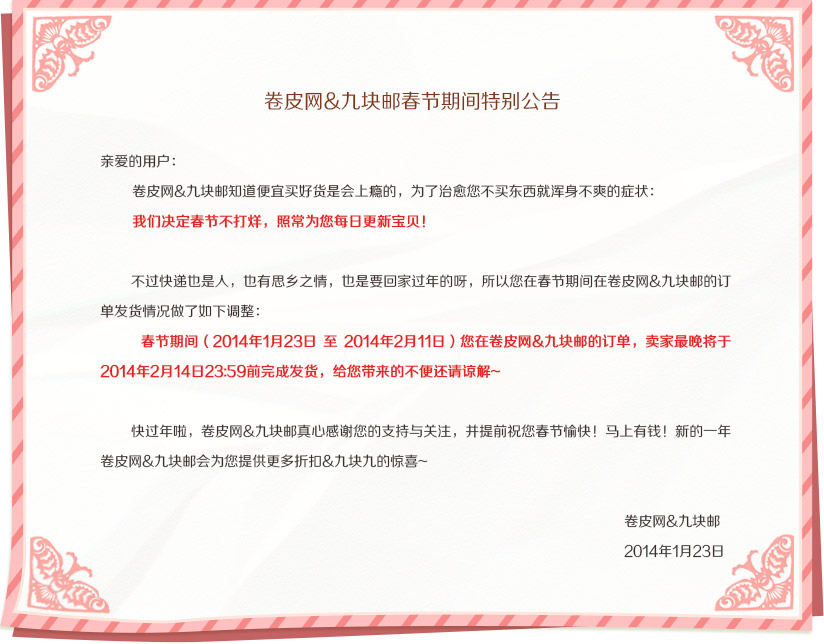 卷皮网&九块邮春节期间特别公告
亲爱的用户：
卷皮网&九块邮知道便宜买好货是会上瘾的，为了治愈您不买东西就浑身不爽的症状：
我们决定春节不打烊，照常为您每日更新宝贝！
不过快递也是人，也有思乡之情，也是要回家过年的呀，所以您在春节期间在卷皮网&九块邮的订
单发货情况做了如下调整：
春节期间（2014年1月23日 至 2014年2月11日）您在卷皮网&九块邮的订单，卖家最晚将于
2014年2月14日23:59前完成发货，给您带来的不便还请谅解~
快过年啦，卷皮网&九块邮真心感谢您的支持与关注，并提前祝您春节愉快！马上有钱！新的一年
卷皮网&九块邮会为您提供更多折扣&九块九的惊喜~
卷皮网&九块邮
2014年1月23日